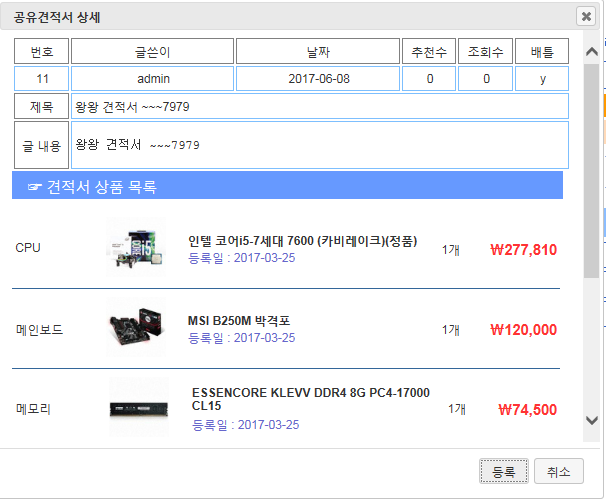 공유견적서 상세
번호 글쓴이 날짜 추천수 조회수 배틀
11 admin 2017-06-08 0 0 y
제목 왕왕 견적서 ~~~7979
글 내용 왕왕 견적서 ~~~7979
☞ 견적서 상품 목록
CPU 인텔 코어i5-7세대 7600 (카비레이크)(정품) 1개 ₩277,810
등록일 : 2017-03-25
메인보드 MSI B250M 박격포 1개 ₩120,000
등록일 : 2017-03-25
메모리 ESSENCORE KLEVV DDR4 8G PC4-17000 1개 ₩74,500
CL15
등록일 : 2017-03-25
등록 취소